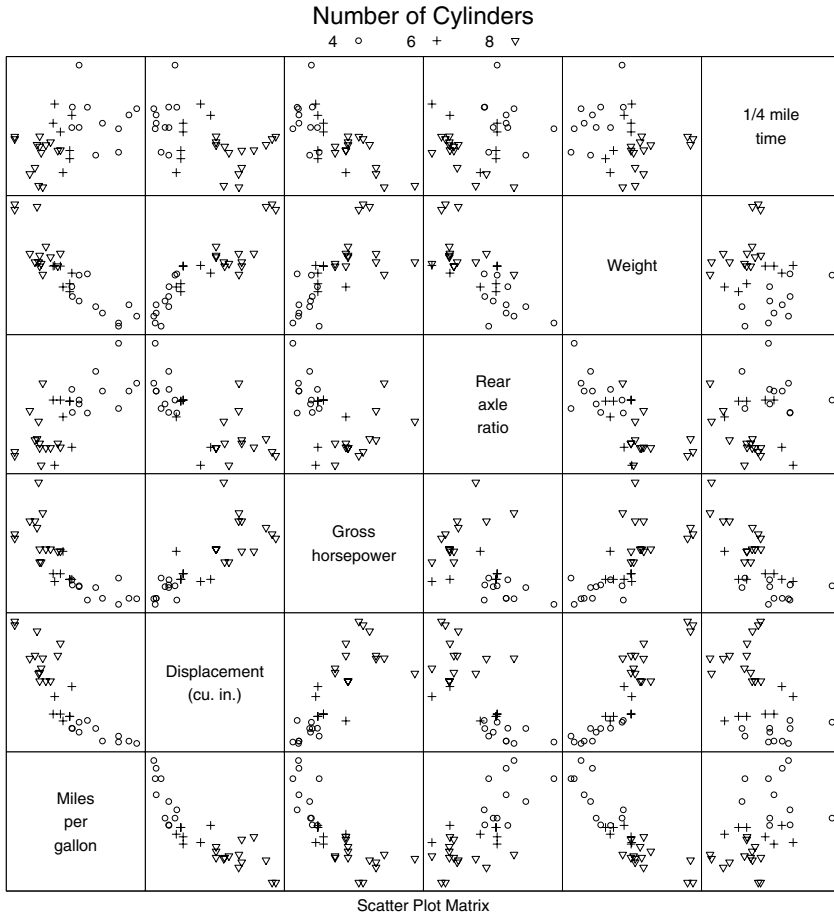 Number of Cylinders
4 6 8
1/4 mile
time
Weight
Rear
axle
ratio
Gross
horsepower
Displacement
(cu. in.)
Miles
per
gallon
Scatter Plot Matrix